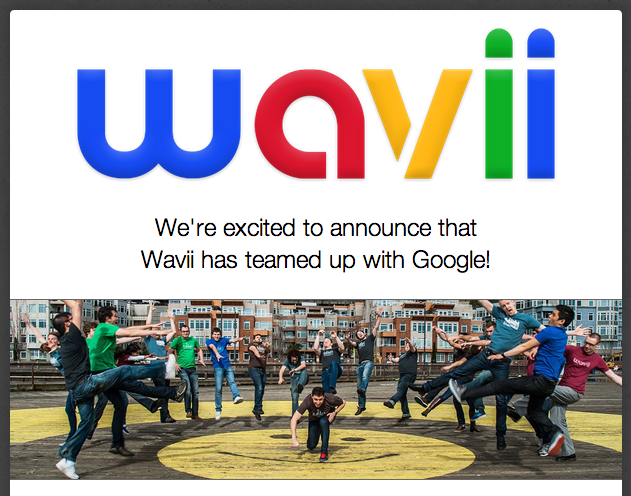 wavii
We're excited to announce that
Wavii has teamed up with Google!